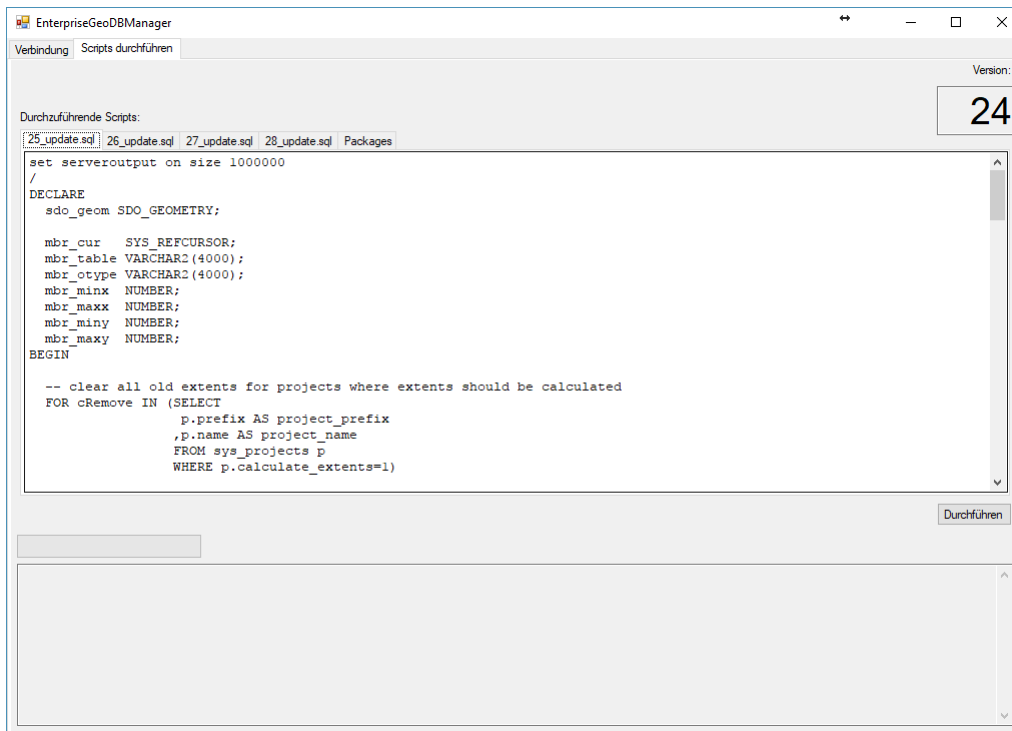 EnterpriseGeoDBManager
Verbindung Scripts durchführen
Version:
24
Durchzuführende Scripts:
25_update.sql 26_update.sql 27_update.sql 28_update.sql Packages
set serveroutput on size 1000000
/
DECLARE
  sdo_geom SDO_GEOMETRY;

  mbr_cur   SYS_REFCURSOR;
  mbr_table VARCHAR2(4000);
  mbr_otype VARCHAR2(4000);
  mbr_minx  NUMBER;
  mbr_maxx  NUMBER;
  mbr_miny  NUMBER;
  mbr_maxy  NUMBER;
BEGIN

  -- clear all old extents for projects where extents should be calculated
  FOR cRemove IN (SELECT
                   p.prefix AS project_prefix
                  ,p.name AS project_name
                  FROM sys_projects p
                  WHERE p.calculate_extents=1)
Durchführen